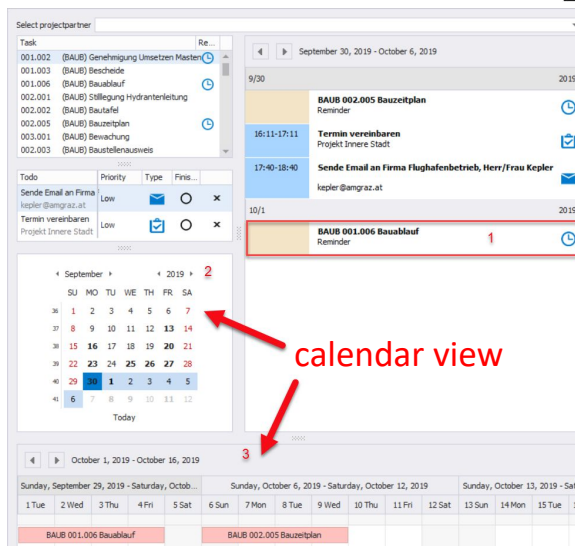 Select projectpartner
Task Re...
001.002 (BAUB) Genehmigung Umsetzen Masten
001.003 (BAUB) Bescheide
001.006 (BAUB) Bauablauf
002.001 (BAUB) Stilllegung Hydrantenleitung
002.002 (BAUB) Bautafel
002.005 (BAUB) Bauzeitplan
003.001 (BAUB) Bewachung
002.003 (BAUB) Baustellenausweis
Todo Priority Type Finis...
Sende Email an Firma
kepler@amgraz.at
Low
Termin vereinbaren
Projekt Innere Stadt
Low
September 2019
2
SU MO TU WE TH FR SA
36 1 2 3 4 5 6 7
37 8 9 10 11 12 13 14
38 15 16 17 18 19 20 21
39 22 23 24 25 26 27 28
40 29 30 1 2 3 4 5
41 6 7 8 9 10 11 12
Today
September 30, 2019 - October 6, 2019
9/30 2019
BAUB 002.005 Bauzeitplan
Reminder
16:11-17:11 Termin vereinbaren
Projekt Innere Stadt
17:40-18:40 Sende Email an Firma Flughafenbetrieb, Herr/Frau Kepler
kepler@amgraz.at
10/1 2019
BAUB 001.006 Bauablauf
Reminder
1
calendar view
October 1, 2019 - October 16, 2019
3
Sunday, September 29, 2019 - Saturday, Octob... Sunday, October 6, 2019 - Saturday, October 12, 2019 Sunday, October 13, 2019 - Sat
1 Tue 2 Wed 3 Thu 4 Fri 5 Sat 6 Sun 7 Mon 8 Tue 9 Wed 10 Thu 11 Fri 12 Sat 13 Sun 14 Mon 15 Tue
BAUB 001.006 Bauablauf BAUB 002.005 Bauzeitplan